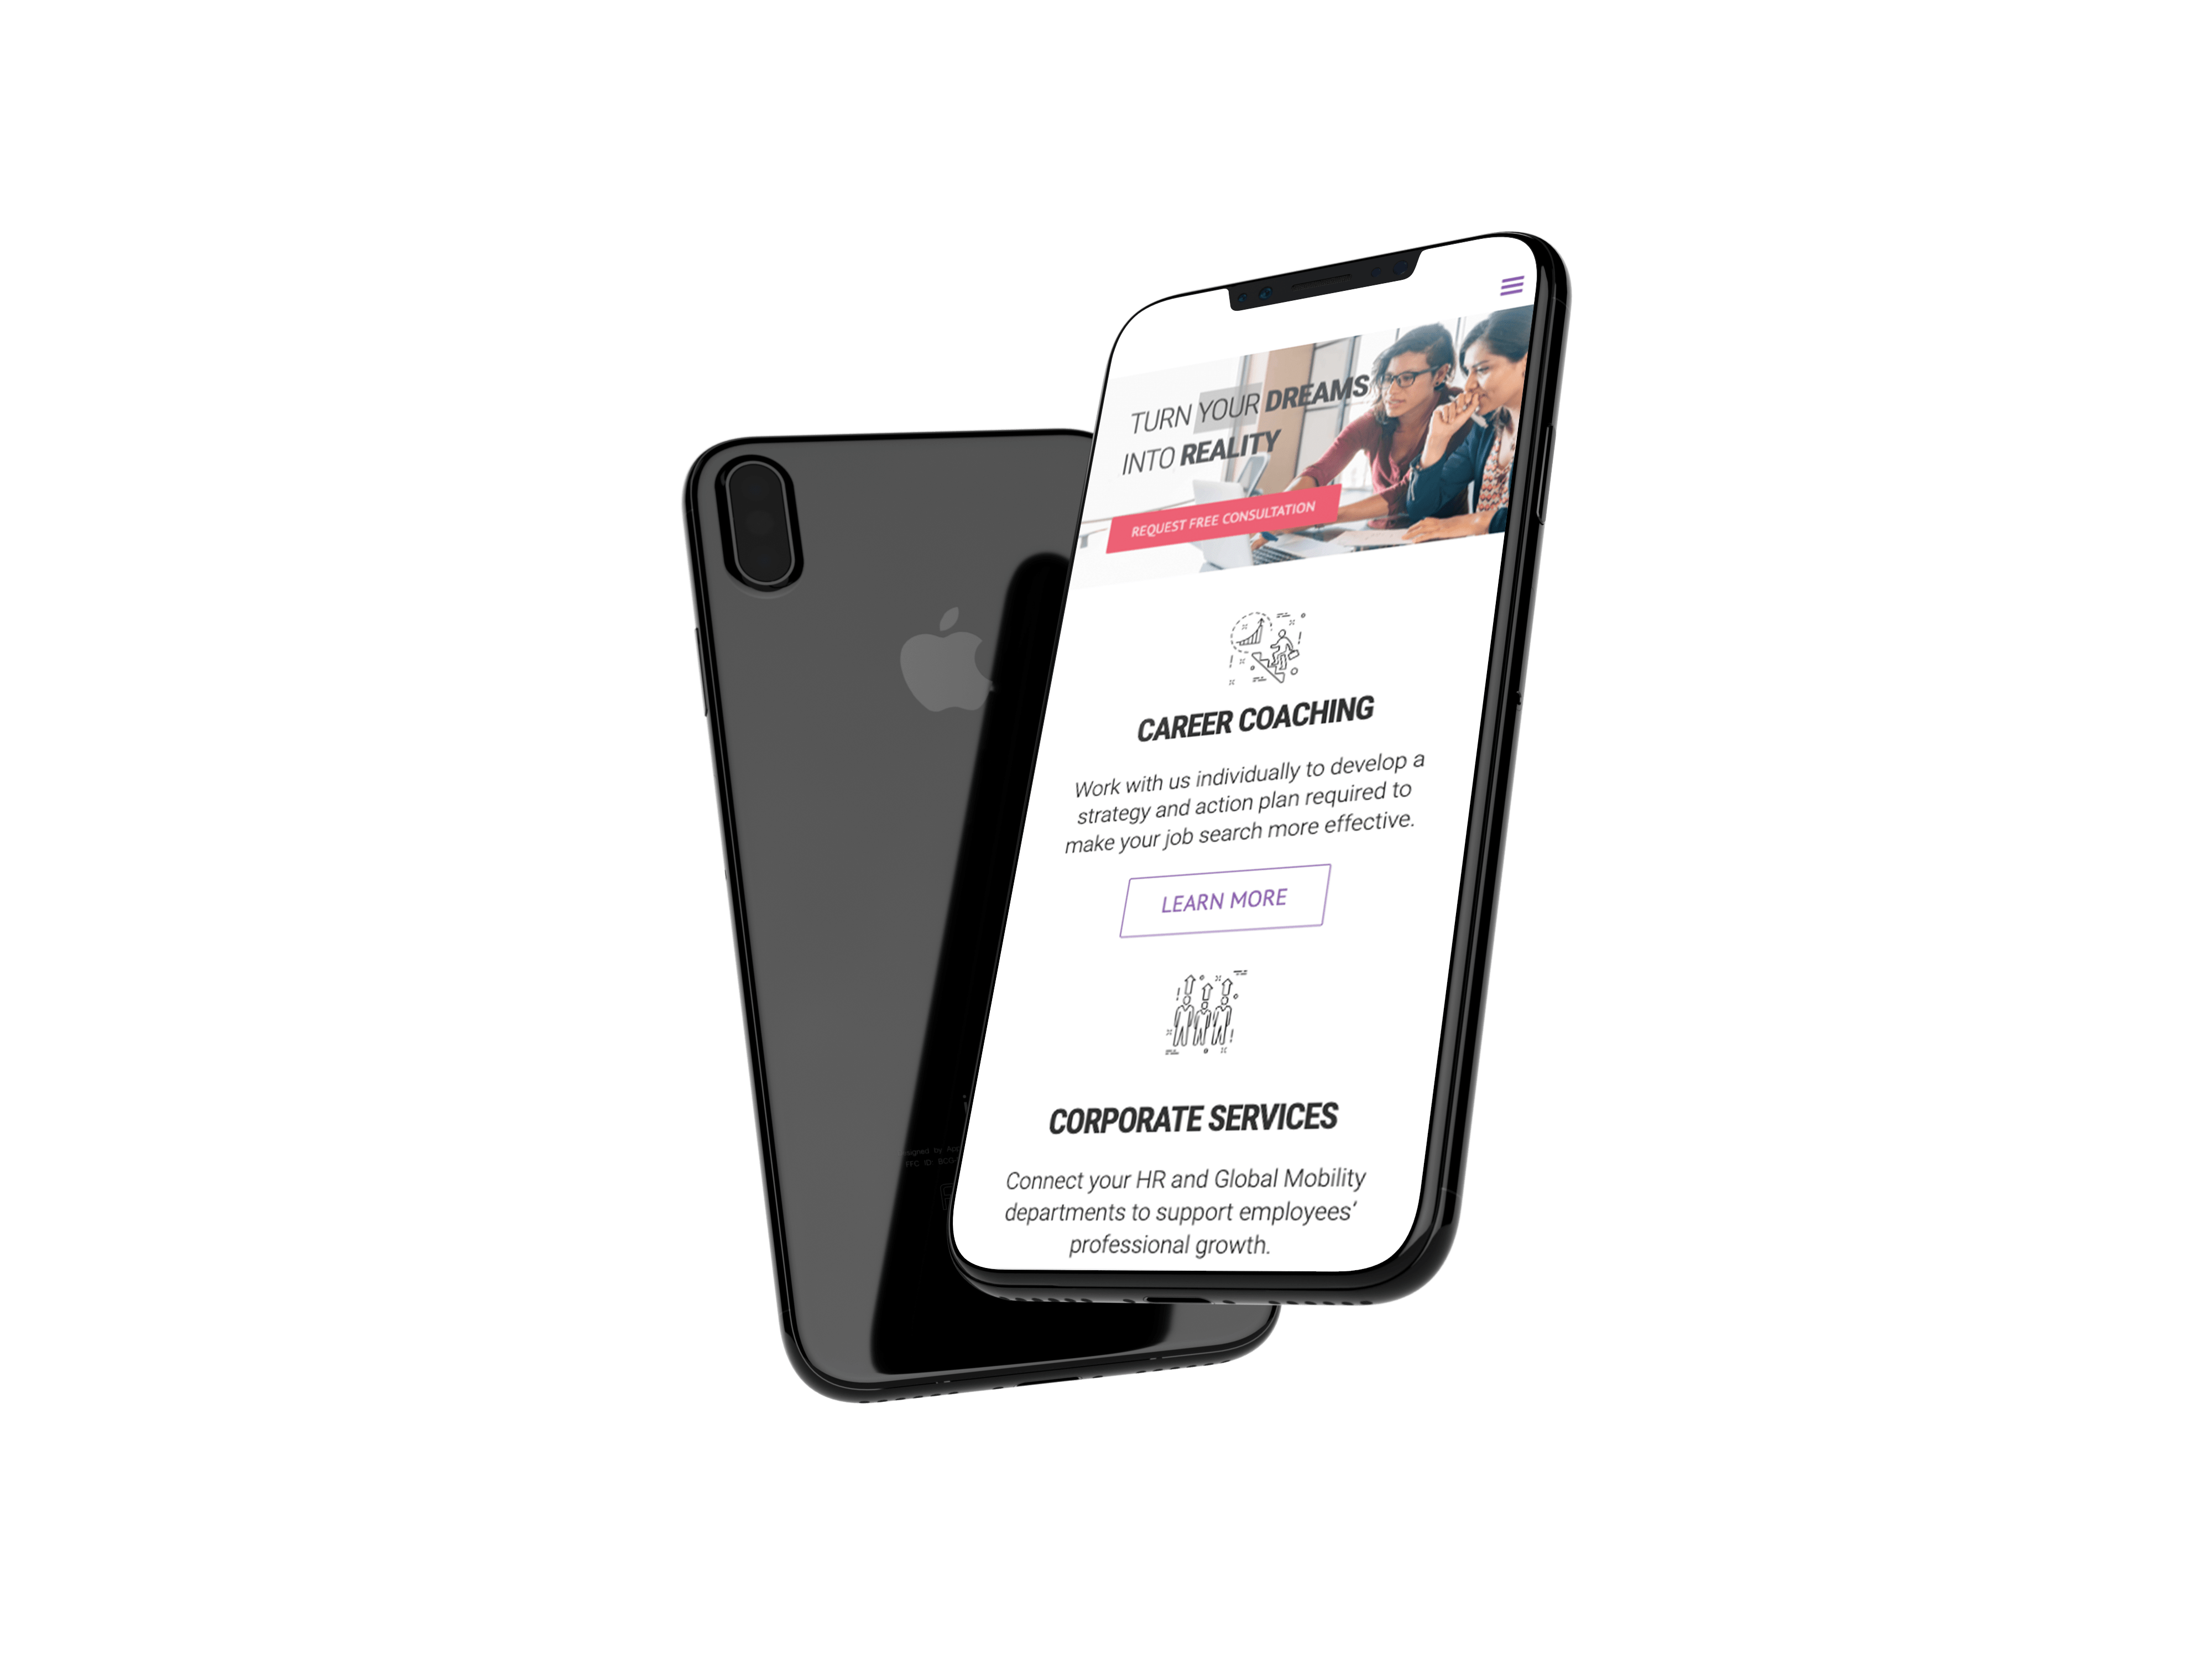 TURN YOUR DREAMS
INTO REALITY
REQUEST FREE CONSULTATION
CAREER COACHING
Work with us individually to develop a
strategy and action plan required to
make your job search more effective.
LEARN MORE
CORPORATE SERVICES
Connect your HR and Global Mobility
departments to support employees’
professional growth.